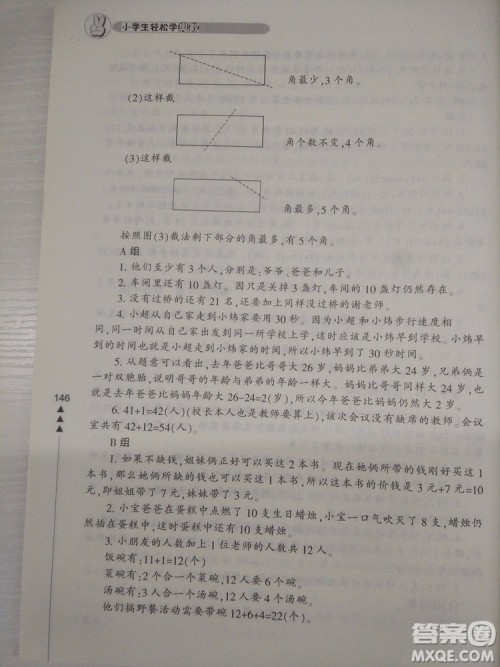 小学生轻松学奥数
角最少,3个角。
(2)这样截
角个数不变,4个角。
(3)这样截
角最多,5个角。
按照图(3)截法剩下部分的角最多,有5个角。
A组
1. 他们至少有3个人,分别是:爷爷、爸爸和儿子。
2. 车间里还有10盏灯。因只是关掉3盏灯,车间的10盏灯仍然存在。
3. 没有过桥的还有21名,还要加上同样没过桥的谢老师。
4. 小超从自己家走到小炜家要用30秒。因为小超和小炜步行速度相
同,同一时间从自己家出发到同一所学校上学,这时应该是小炜先到学校上
学,这样就多出小超走到小炜家的时间,所以小超走到小炜家用了30秒。
5. 从题意可以看出,去年爸爸比哥哥大26岁,妈妈比弟弟大24岁,兄弟俩是
一对双胞胎,说明哥哥的年龄与弟弟的年龄一样大。妈妈比哥哥同样大24岁,也
就是去年爸爸比妈妈年龄大26-24=2(岁),所以今年爸爸比妈妈仍然大2岁。
6. 41+1=42(人)(校长本人也是教师要算上),该次会议没有缺席的教师。会议
室共有42+12=54(人)。
B组
1. 如果不缺钱,姐妹俩正好可以买这2本书。现在她俩所带的钱刚好买这1
本书,那么她俩带的钱也可以买这1本书,所以这本书的价钱是3+7=10
元,即姐姐带了7元,妹妹带了3元。
2. 小宝爸爸在蛋糕中点燃了10支生日蜡烛,小宝一口气吹灭了8支,蜡烛仍
然插在蛋糕中,这时蛋糕中还有10支蜡烛。
3. 小朋友的人数加上1位老师的人数共12人。
饭碗有:11+1=12(个)
菜碗有:2个合一个菜碗,12人要6个碗。
汤碗有:3人合一个汤碗,12人要4个碗。
他们搞野餐活动需要带碗12+6+4=22(个)。
146
答案圈
MXQE.COM